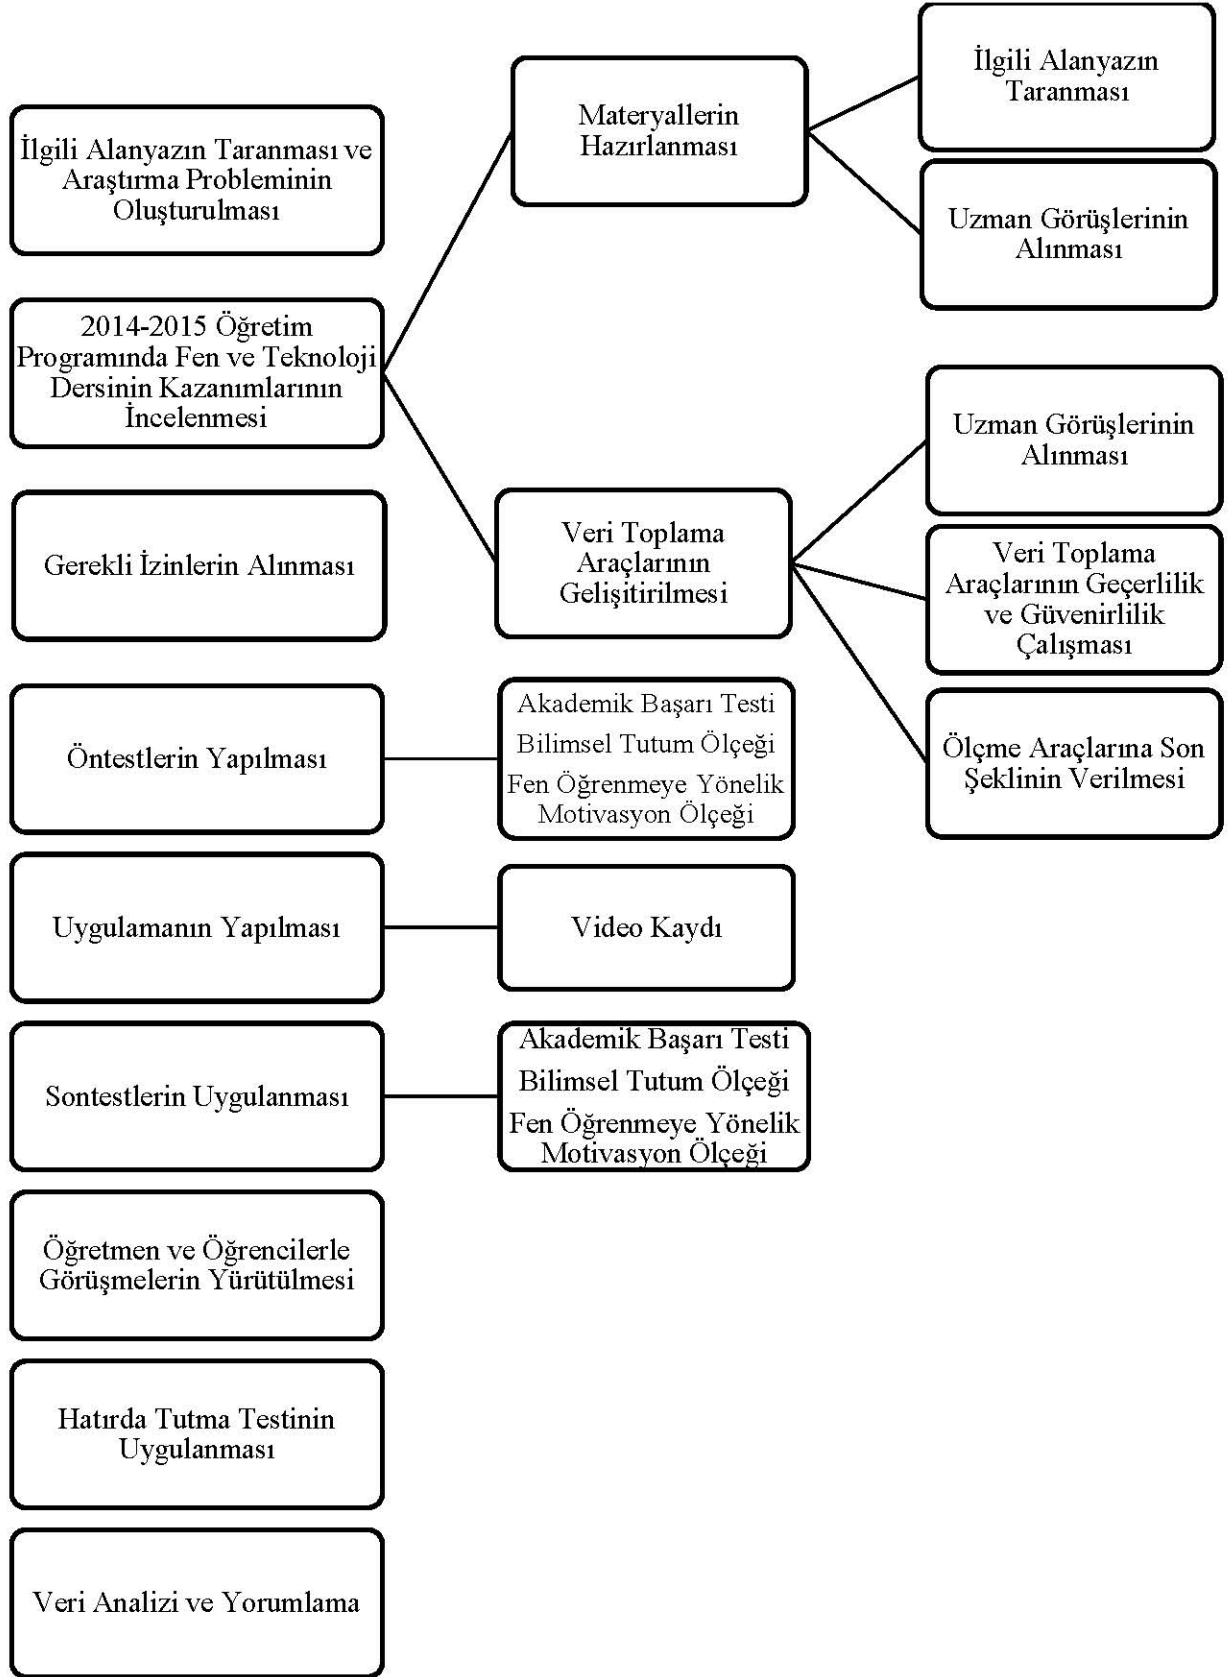 İlgili Alanyazın Taranması ve
Araştırma Probleminin
Oluşturulması
2014-2015 Öğretim
Programında Fen ve Teknoloji
Dersinin Kazanımlarının
İncelenmesi
Materyallerin
Hazırlanması
İlgili Alanyazın
Taranması
Uzman Görüşlerinin
Alınması
Veri Toplama
Araçlarının
Gelişitirilmesi
Uzman Görüşlerinin
Alınması
Veri Toplama
Araçlarının Geçerlilik
ve Güvenirlilik
Çalışması
Ölçme Araçlarına Son
Şeklinin Verilmesi
Gerekli İzinlerin Alınması
Öntestlerin Yapılması
Akademik Başarı Testi
Bilimsel Tutum Ölçeği
Fen Öğrenmeye Yönelik
Motivasyon Ölçeği
Uygulamanın Yapılması
Video Kaydı
Sontestlerin Uygulanması
Akademik Başarı Testi
Bilimsel Tutum Ölçeği
Fen Öğrenmeye Yönelik
Motivasyon Ölçeği
Öğretmen ve Öğrencilerle
Görüşmelerin Yürütülmesi
Hatırda Tutma Testinin
Uygulanması
Veri Analizi ve Yorumlama